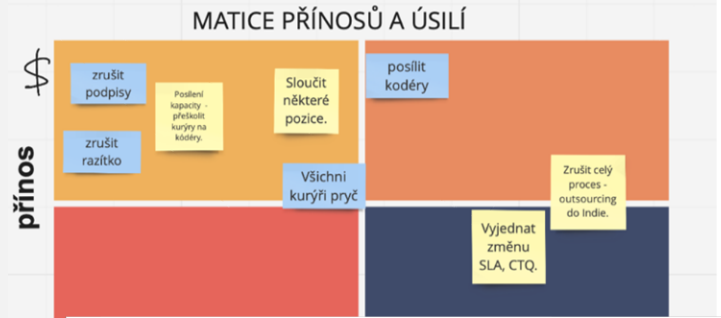 MATICE PŘÍNOSŮ A ÚSILÍ
$
přínos
zrušit
podpisy
Posílení
kapacity -
přeškolit
kurýry na
kódéry.
Sloučit
některé
pozice.
posílit
kodéry
zrušit
razítko
Všichni
kurýři pryč
Zrušit celý
proces -
outsourcing
do Indie.
Vyjednat
změnu
SLA, CTQ.